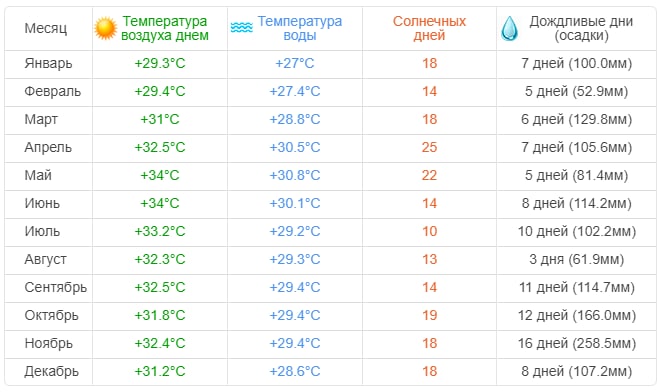 Месяц Температура воздуха днем Температура воды Солнечных дней Дождливые дни (осадки)
Январь +29.3°C +27°C 18 7 дней (100.0мм)
Февраль +29.4°C +27.4°C 14 5 дней (52.9мм)
Март +31°C +28.8°C 18 6 дней (129.8мм)
Апрель +32.5°C +30.5°C 25 7 дней (105.6мм)
Май +34°C +30.8°C 22 5 дней (81.4мм)
Июнь +34°C +30.1°C 14 8 дней (114.2мм)
Июль +33.2°C +29.2°C 10 10 дней (102.2мм)
Август +32.3°C +29.3°C 13 3 дня (61.9мм)
Сентябрь +32.5°C +29.4°C 14 11 дней (114.7мм)
Октябрь +31.8°C +29.4°C 19 12 дней (166.0мм)
Ноябрь +32.4°C +29.4°C 18 16 дней (258.5мм)
Декабрь +31.2°C +28.6°C 18 8 дней (107.2мм)